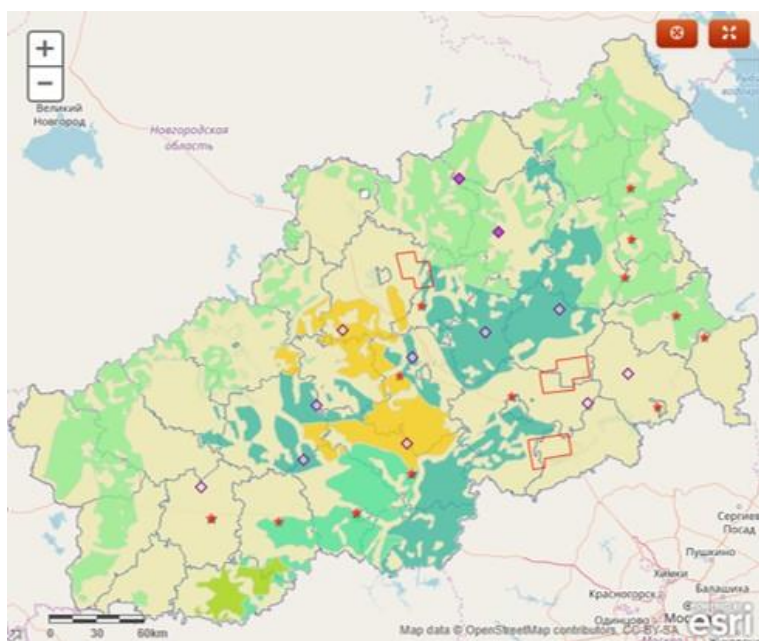 +
−
Великий
Новгород
Новгородская
область
Сергиев
Посад
Пушкино
Химки
Балашиха
Красногорск
Одинцово
0 30 60km
Map data © OpenStreetMap contributors, CC-BY-SA
esri